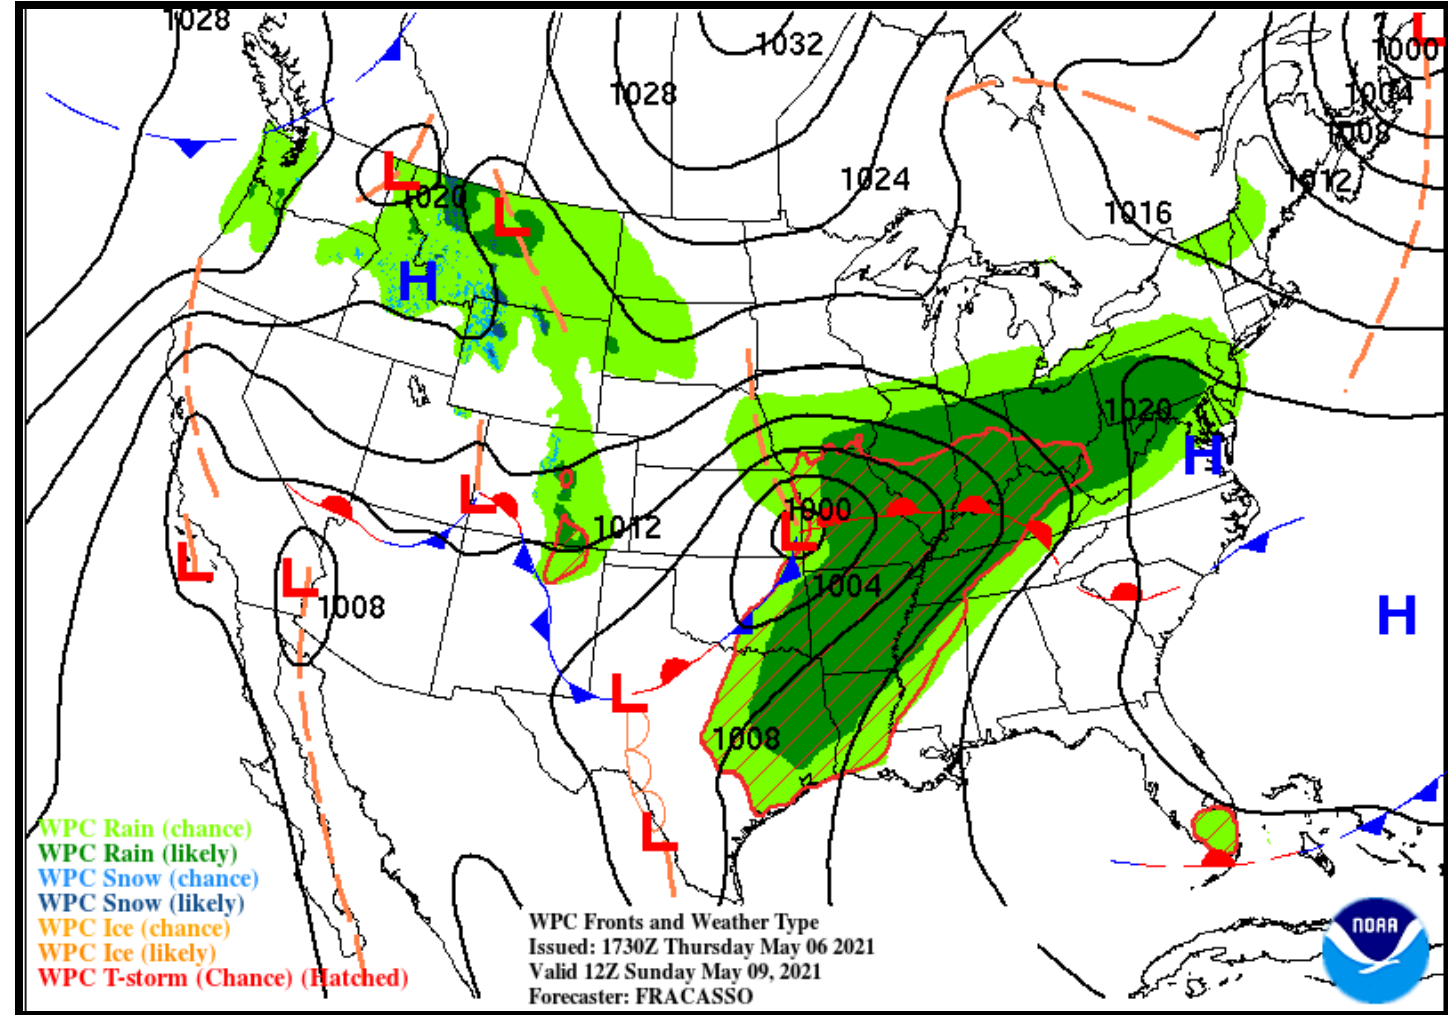 1028
1032
1028
L
1000
1004
1008
L
1020
1024
1012
L
1016
H
1020
H
L
1000
1012
L
L
L
1004
1008
H
L
1008
L
WPC Rain (chance)
WPC Rain (likely)
WPC Snow (chance)
WPC Snow (likely)
WPC Ice (chance)
WPC Ice (likely)
WPC T-storm (Chance) (Hatched)
WPC Fronts and Weather Type
Issued: 1730Z Thursday May 06 2021
Valid 12Z Sunday May 09, 2021
Forecaster: FRACASSO
NOAA